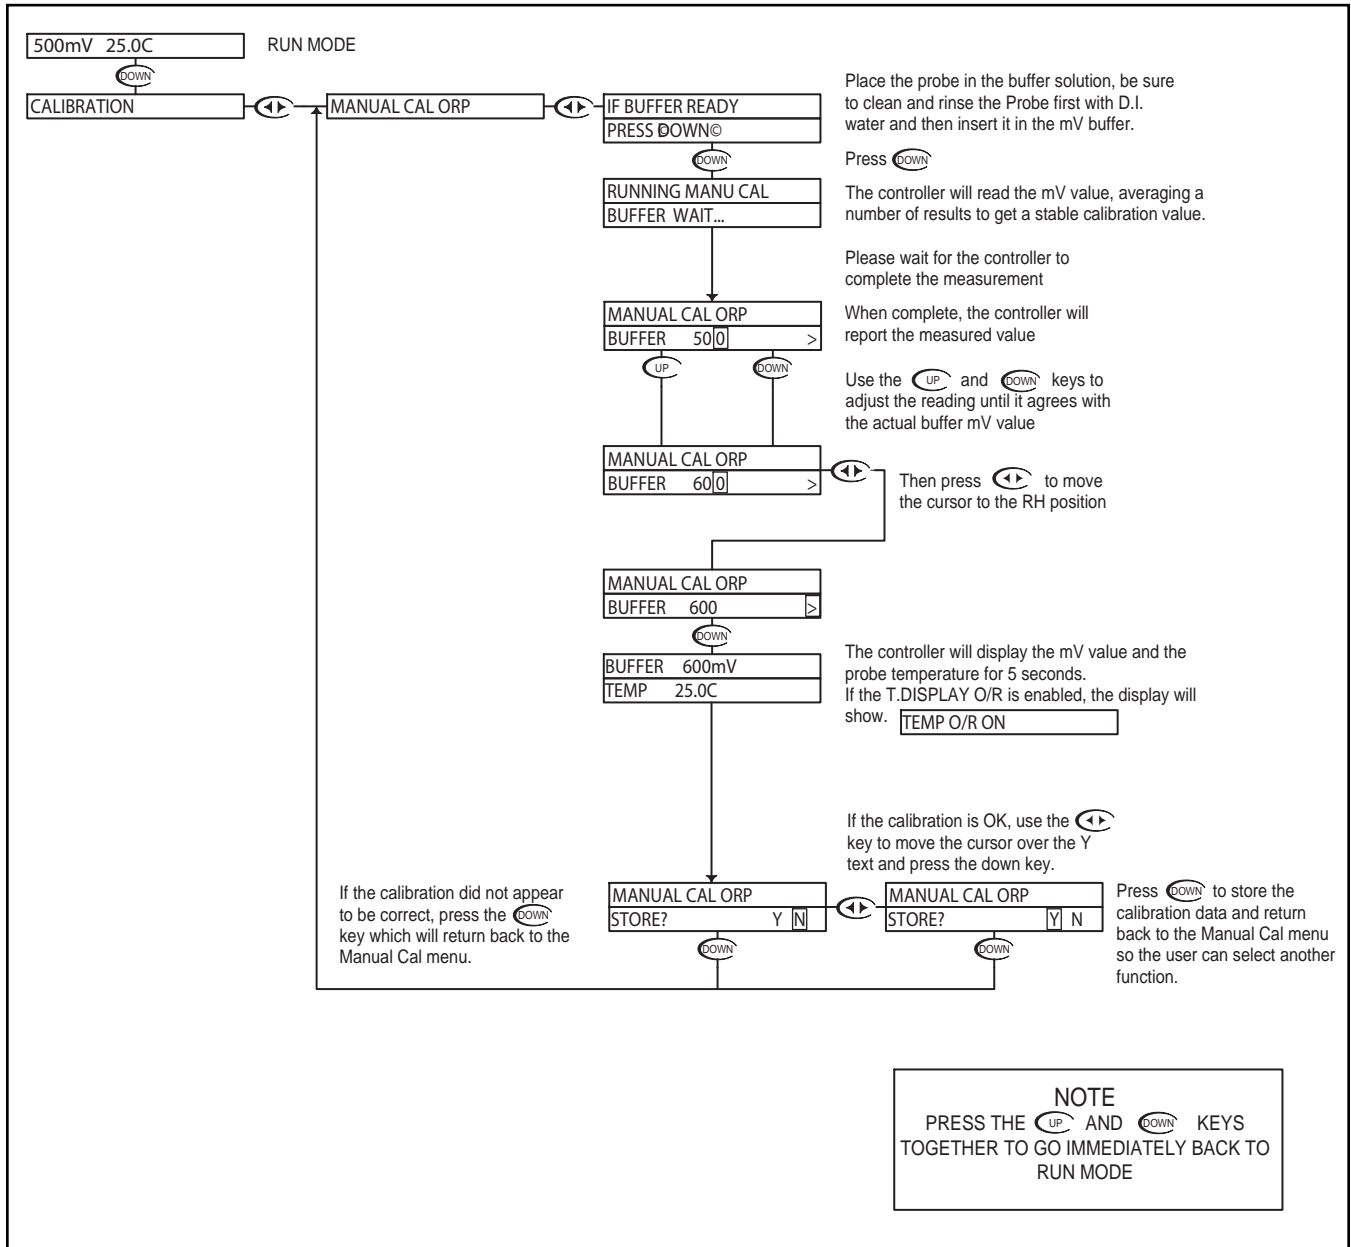 500mV 25.0C
RUN MODE
DOWN
CALIBRATION
MANUAL CAL ORP
IF BUFFER READY
PRESS ©DOWN©
Place the probe in the buffer solution, be sure
to clean and rinse the Probe first with D.I.
water and then insert it in the mV buffer.
DOWN
Press DOWN
RUNNING MANU CAL
BUFFER WAIT...
The controller will read the mV value, averaging a
number of results to get a stable calibration value.
Please wait for the controller to
complete the measurement
MANUAL CAL ORP
BUFFER 500 >
When complete, the controller will
report the measured value
UP
DOWN
Use the UP and DOWN keys to
adjust the reading until it agrees with
the actual buffer mV value
MANUAL CAL ORP
BUFFER 600 >
Then press to move
the cursor to the RH position
MANUAL CAL ORP
BUFFER 600 >
DOWN
BUFFER 600mV
TEMP 25.0C
The controller will display the mV value and the
probe temperature for 5 seconds.
If the T.DISPLAY O/R is enabled, the display will
show. TEMP O/R ON
If the calibration is OK, use the
key to move the cursor over the Y
text and press the down key.
If the calibration did not appear
to be correct, press the DOWN
key which will return back to the
Manual Cal menu.
MANUAL CAL ORP
STORE? Y N
DOWN
MANUAL CAL ORP
STORE? Y N
DOWN
Press DOWN to store the
calibration data and return
back to the Manual Cal menu
so the user can select another
function.
NOTE
PRESS THE UP AND DOWN KEYS
TOGETHER TO GO IMMEDIATELY BACK TO
RUN MODE